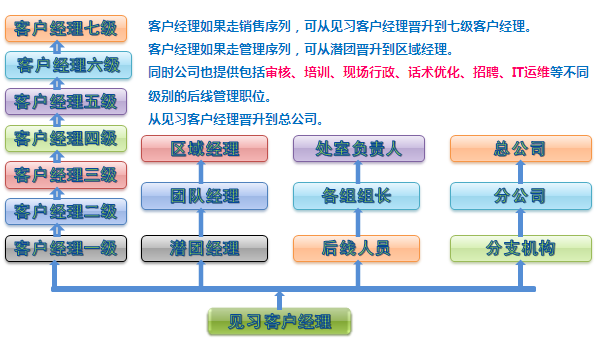 客户经理如果走销售序列，可从见习客户经理晋升到七级客户经理。
客户经理如果走管理序列，可从潜团晋升到区域经理。
同时公司也提供包括审核、培训、现场行政、话术优化、招聘、IT运维等不同
级别的后线管理职位。
从见习客户经理晋升到总公司。
客户经理七级
客户经理六级
客户经理五级
客户经理四级
客户经理三级
客户经理二级
客户经理一级
区域经理
团队经理
潜团经理
处室负责人
各组组长
后线人员
总公司
分公司
分支机构
见习客户经理